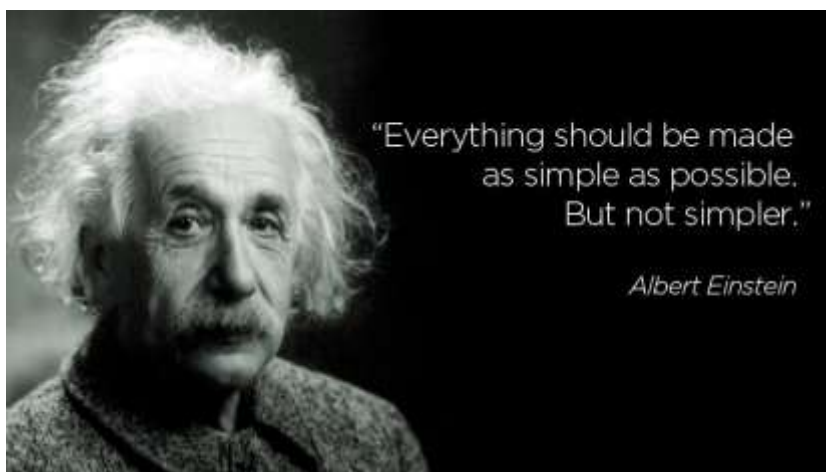 “Everything should be made
as simple as possible.
But not simpler.”
Albert Einstein